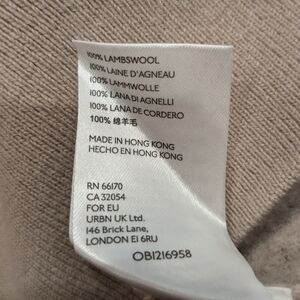 100% LAMBSWOOL
100% LAINE D'AGNEAU
100% LAMMWOLLE
100% LANA DI AGNELLI
100% LANA DE CORDERO
100% 绵羊毛
MADE IN HONG KONG
HECHO EN HONG KONG
RN 66170
CA 32054
FOR EU
URBN UK Ltd.
146 Brick Lane,
LONDON E1 6RU
OB1216958